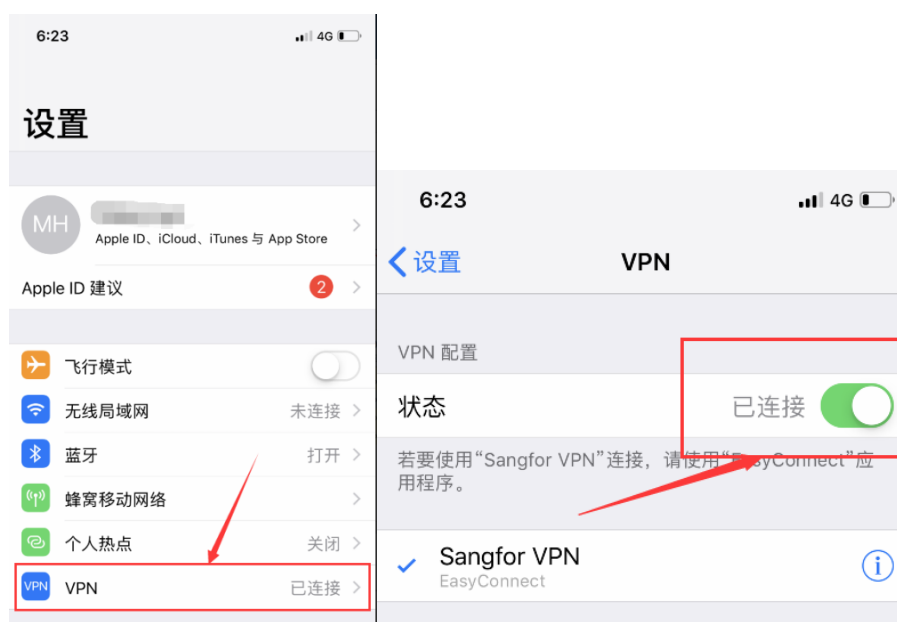 6:23
4G
设置
MH
Apple ID、iCloud、iTunes 与 App Store
Apple ID 建议
2
飞行模式
无线局域网
未连接
蓝牙
打开
蜂窝移动网络
个人热点
关闭
VPN
VPN
已连接
6:23
4G
设置
VPN
VPN 配置
状态
已连接
若要使用“Sangfor VPN”连接，请使用“EasyConnect”应
用程序。
Sangfor VPN
EasyConnect